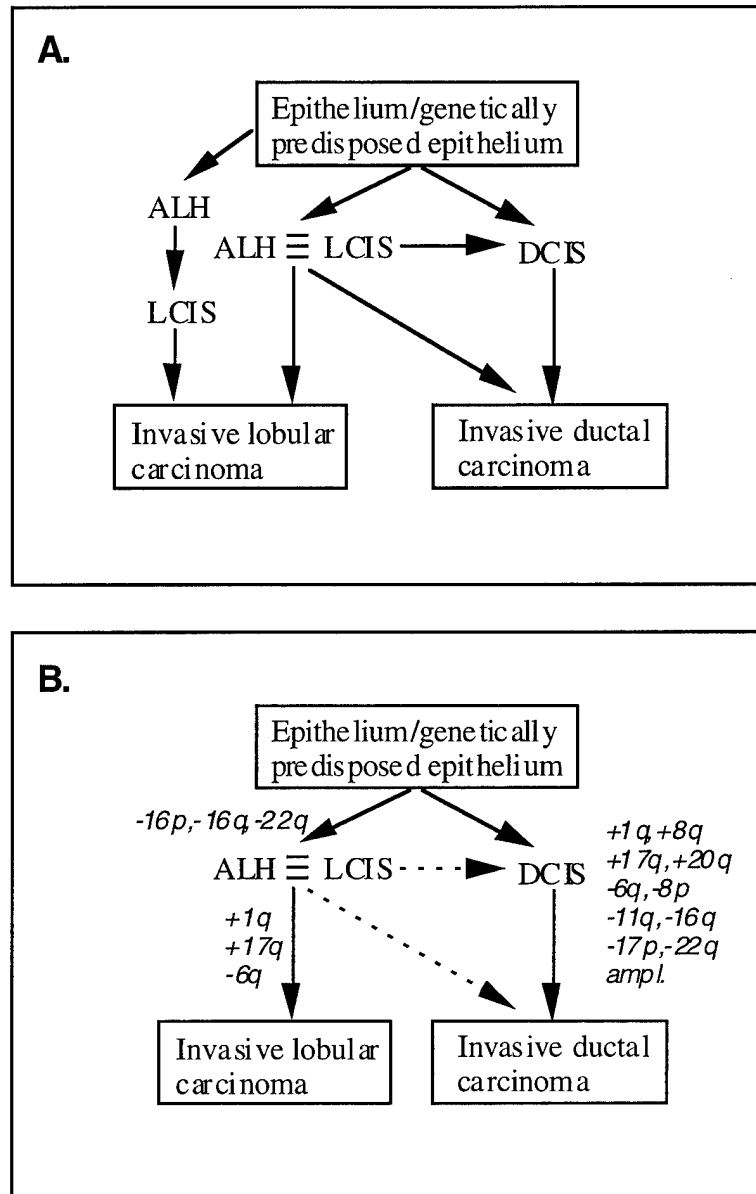 A.
Epithelium/genetically
predisposed epithelium
ALH
ALH ≡ LCIS
DCIS
LCIS
Invasive lobular
carcinoma
Invasive ductal
carcinoma
B.
Epithelium/genetically
predisposed epithelium
-16p,-16q,-22q
ALH ≡ LCIS
DCIS
+1q,+8q
+17q,+20q
-6q,-8p
-11q,-16q
-17p,-22q
ampl.
+1q
+17q
-6q
Invasive lobular
carcinoma
Invasive ductal
carcinoma